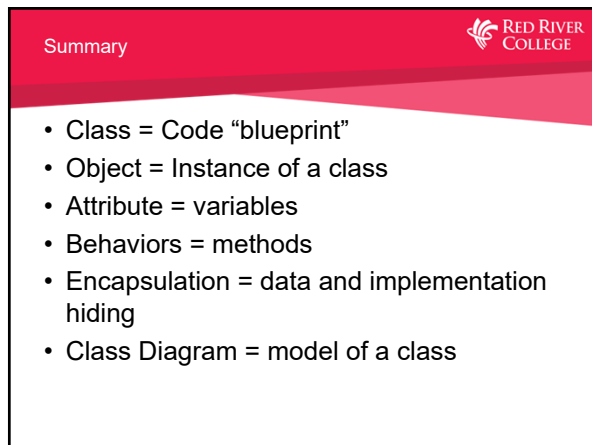 Summary
RED RIVER
COLLEGE
• Class = Code “blueprint”
• Object = Instance of a class
• Attribute = variables
• Behaviors = methods
• Encapsulation = data and implementation
hiding
• Class Diagram = model of a class